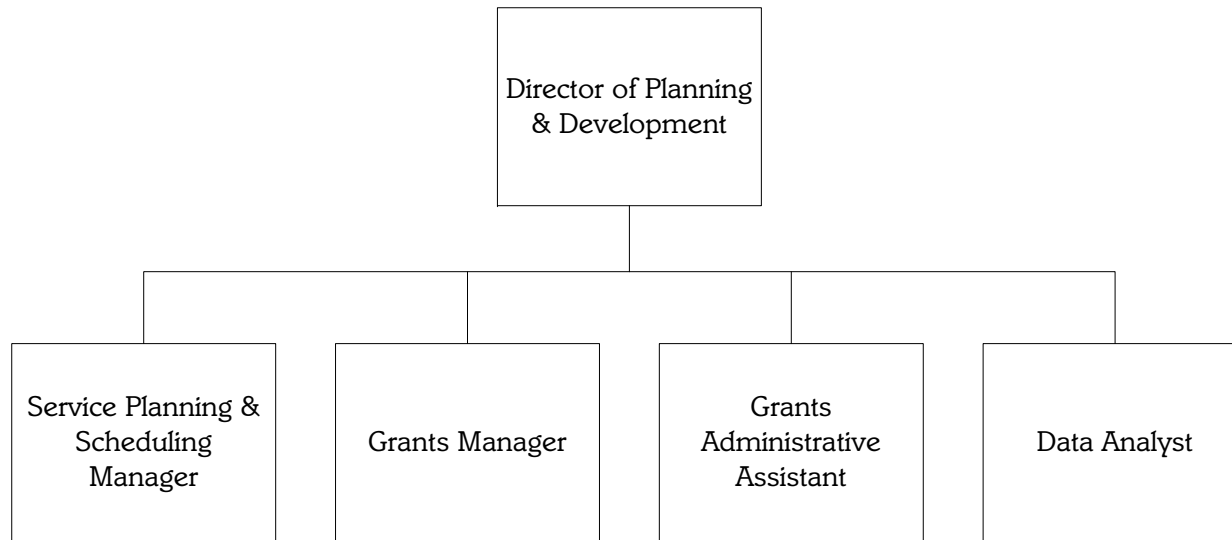 Director of Planning
& Development
Service Planning &
Scheduling
Manager
Grants Manager
Grants
Administrative
Assistant
Data Analyst